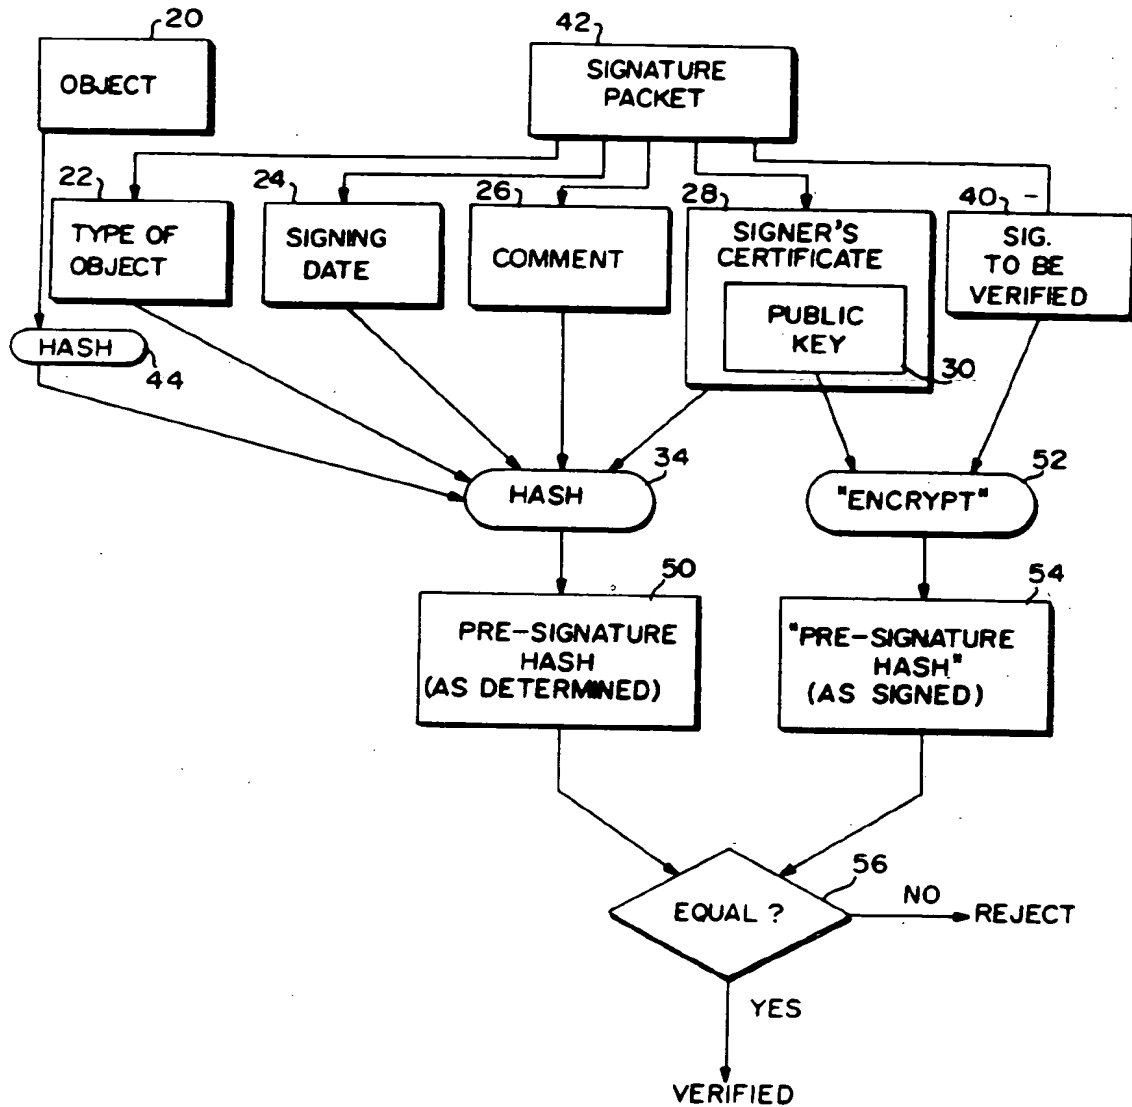 20
OBJECT
42
SIGNATURE
PACKET
22
TYPE OF
OBJECT
24
SIGNING
DATE
26
COMMENT
28
SIGNER'S
CERTIFICATE
PUBLIC
KEY
30
40
SIG.
TO BE
VERIFIED
HASH
44
HASH
34
"ENCRYPT"
52
50
PRE-SIGNATURE
HASH
(AS DETERMINED)
54
"PRE-SIGNATURE
HASH"
(AS SIGNED)
EQUAL ?
56
NO
REJECT
YES
VERIFIED